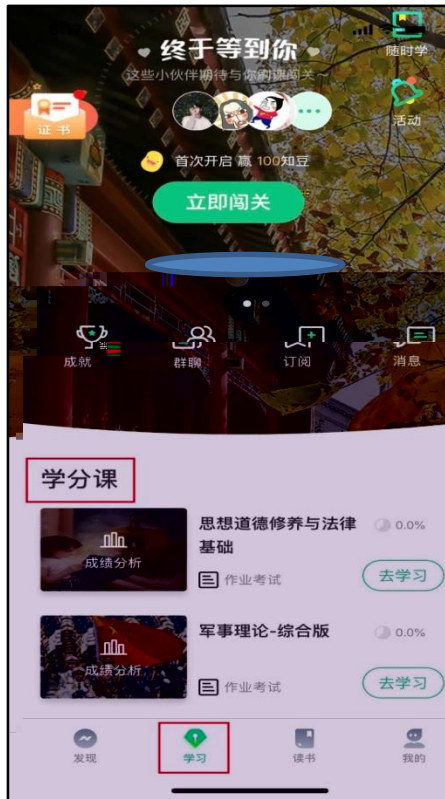 随时学
终于等到你
这些小伙伴期待与你刷课闯关~
证书
活动
首次开启 赢 100知豆
立即闯关
成就
群聊
订阅
消息
学分课
思想道德修养与法律
基础
0.0%
成绩分析
作业考试
去学习
军事理论-综合版
0.0%
成绩分析
作业考试
去学习
发现
学习
读书
我的